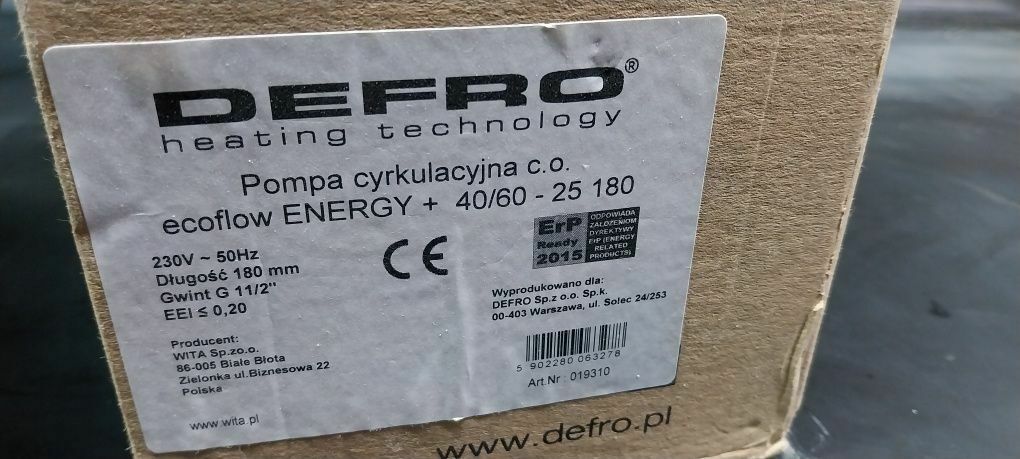 DEFRO®
heating technology
Pompa cyrkulacyjna c.o.
ecoflow ENERGY + 40/60 - 25 180
230V ~ 50Hz
Długość 180 mm
Gwint G 11/2"
EEI ≤ 0,20
CE
ErP
Ready
2015
ODPOWIADA
ZAŁOŻENIOM
DYREKTYWY
ErP (ENERGY
RELATED
PRODUCTS)
Wyprodukowano dla:
DEFRO Sp.z o.o. Sp.k.
00-403 Warszawa, ul. Solec 24/253
Producent:
WITA Sp.zo.o.
86-005 Białe Błota
Zielonka ul.Biznesowa 22
Polska
www.wita.pl
5 902280 063278
Art.Nr : 019310
www.defro.pl